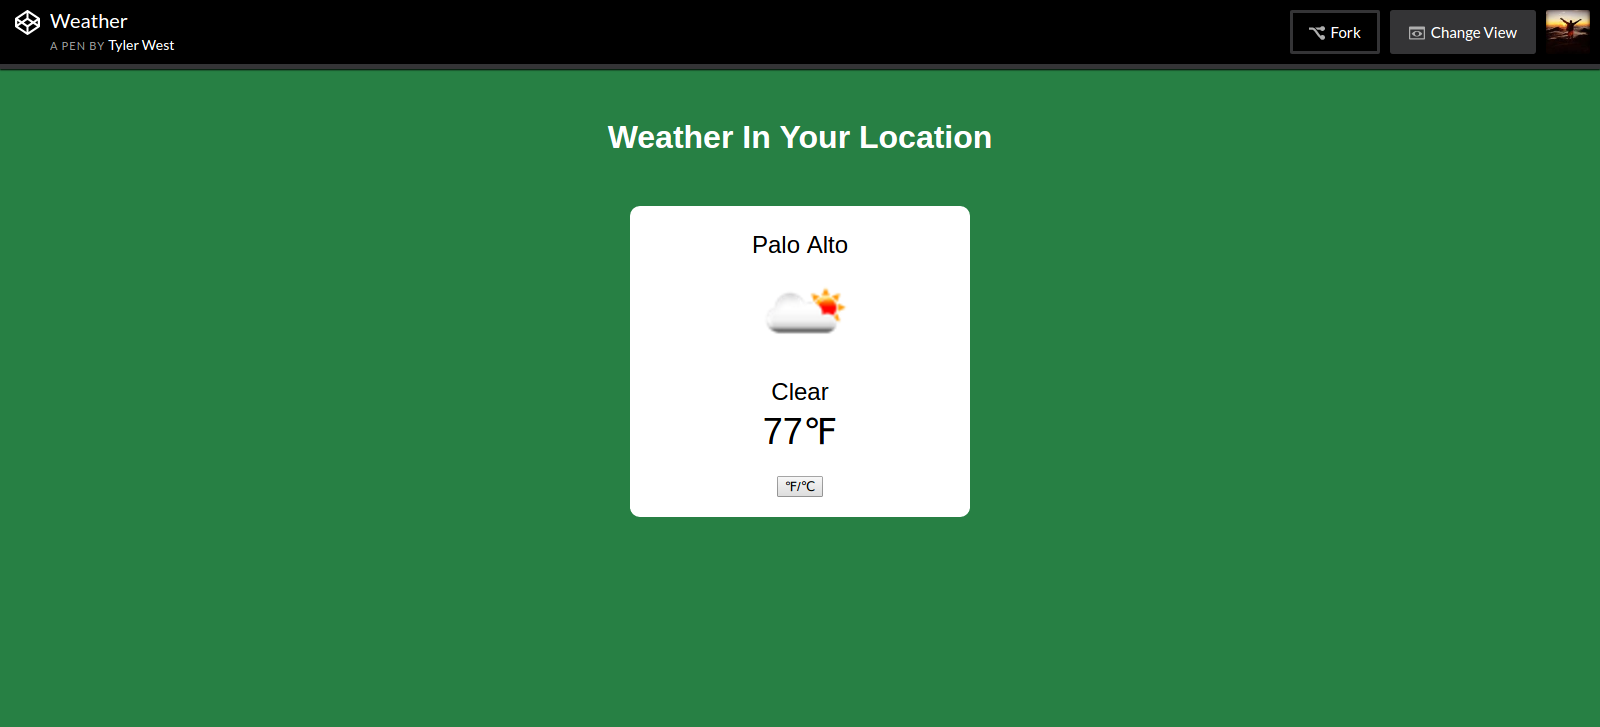 Weather
A PEN BY Tyler West
Fork
Change View
Weather In Your Location
Palo Alto
Clear
77℉
℉/℃